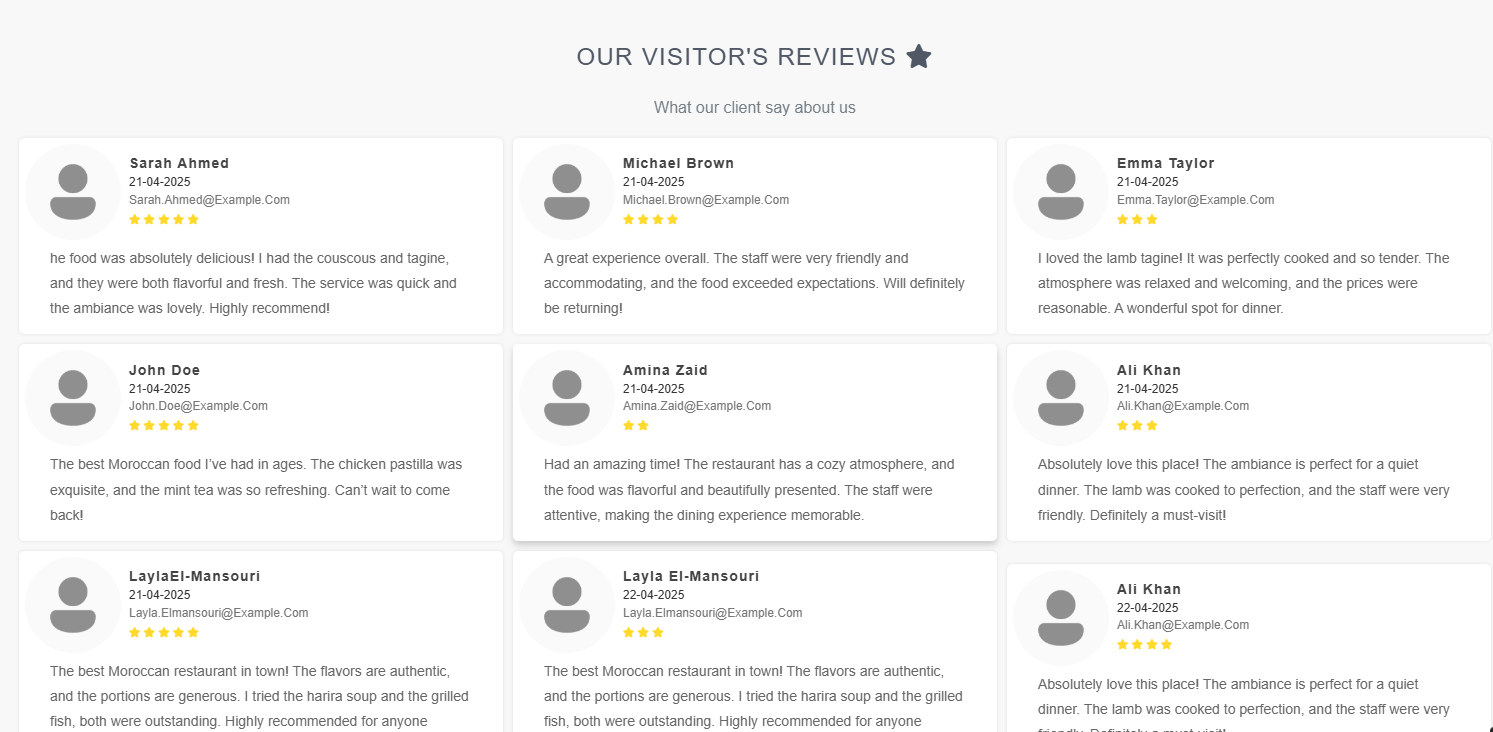 OUR VISITOR'S REVIEWS
What our client say about us
Sarah Ahmed
21-04-2025
Sarah.Ahmed@Example.Com
he food was absolutely delicious! I had the couscous and tagine,
and they were both flavorful and fresh. The service was quick and
the ambiance was lovely. Highly recommend!
Michael Brown
21-04-2025
Michael.Brown@Example.Com
A great experience overall. The staff were very friendly and
accommodating, and the food exceeded expectations. Will definitely
be returning!
Emma Taylor
21-04-2025
Emma.Taylor@Example.Com
I loved the lamb tagine! It was perfectly cooked and so tender. The
atmosphere was relaxed and welcoming, and the prices were
reasonable. A wonderful spot for dinner.
John Doe
21-04-2025
John.Doe@Example.Com
The best Moroccan food I’ve had in ages. The chicken pastilla was
exquisite, and the mint tea was so refreshing. Can’t wait to come
back!
Amina Zaid
21-04-2025
Amina.Zaid@Example.Com
Had an amazing time! The restaurant has a cozy atmosphere, and
the food was flavorful and beautifully presented. The staff were
attentive, making the dining experience memorable.
Ali Khan
21-04-2025
Ali.Khan@Example.Com
Absolutely love this place! The ambiance is perfect for a quiet
dinner. The lamb was cooked to perfection, and the staff were very
friendly. Definitely a must-visit!
LaylaEl-Mansouri
21-04-2025
Layla.Elmansouri@Example.Com
The best Moroccan restaurant in town! The flavors are authentic,
and the portions are generous. I tried the harira soup and the grilled
fish, both were outstanding. Highly recommended for anyone
Layla El-Mansouri
22-04-2025
Layla.Elmansouri@Example.Com
The best Moroccan restaurant in town! The flavors are authentic,
and the portions are generous. I tried the harira soup and the grilled
fish, both were outstanding. Highly recommended for anyone
Ali Khan
22-04-2025
Ali.Khan@Example.Com
Absolutely love this place! The ambiance is perfect for a quiet
dinner. The lamb was cooked to perfection, and the staff were very